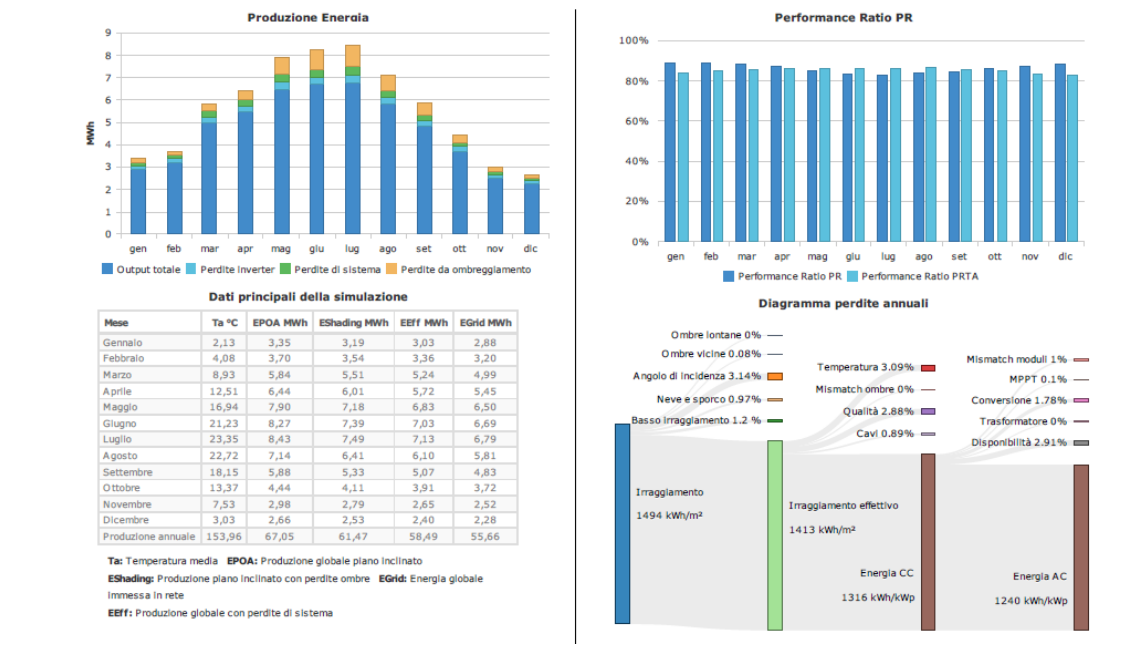 Produzione Energia
9
8
7
6
5
4
3
2
1
0
MWh
gen feb mar apr mag giu lug ago set ott nov dic
Output totale Perdite Inverter Perdite di sistema Perdite da ombreggiamento
Dati principali della simulazione
Mese Ta °C EPOA MWh EShading MWh EEff MWh EGrid MWh
Gennaio 2,13 3,35 3,19 3,03 2,88
Febbraio 4,08 3,70 3,54 3,36 3,20
Marzo 8,93 5,84 5,51 5,24 4,99
Aprile 12,51 6,44 6,01 5,72 5,45
Maggio 16,94 7,90 7,18 6,83 6,50
Giugno 21,23 8,27 7,39 7,03 6,69
Luglio 23,35 8,43 7,49 7,13 6,79
Agosto 22,72 7,14 6,41 6,10 5,81
Settembre 18,15 5,88 5,33 5,07 4,83
Ottobre 13,37 4,44 4,11 3,91 3,72
Novembre 7,53 2,98 2,79 2,65 2,52
Dicembre 3,03 2,66 2,53 2,40 2,28
Produzione annuale 153,96 67,05 61,47 58,49 55,66
Ta: Temperatura media EPOA: Produzione globale piano inclinato
EShading: Produzione piano inclinato con perdite ombre EGrid: Energia globale
immessa in rete
EEff: Produzione globale con perdite di sistema
Performance Ratio PR
100%
80%
60%
40%
20%
0%
gen feb mar apr mag giu lug ago set ott nov dic
Performance Ratio PR Performance Ratio PRTA
Diagramma perdite annuali
Ombre lontane 0%
Ombre vicine 0.08%
Angolo di incidenza 3.14%
Neve e sporco 0.97%
Basso irraggiamento 1.2 %
Irraggiamento
1494 kWh/m²
Temperatura 3.09%
Mismatch ombre 0%
Qualità 2.88%
Cavi 0.89%
Irraggiamento effettivo
1413 kWh/m²
Energia CC
1316 kWh/kWp
Mismatch moduli 1%
MPPT 0.1%
Conversione 1.78%
Trasformatore 0%
Disponibilità 2.91%
Energia AC
1240 kWh/kWp